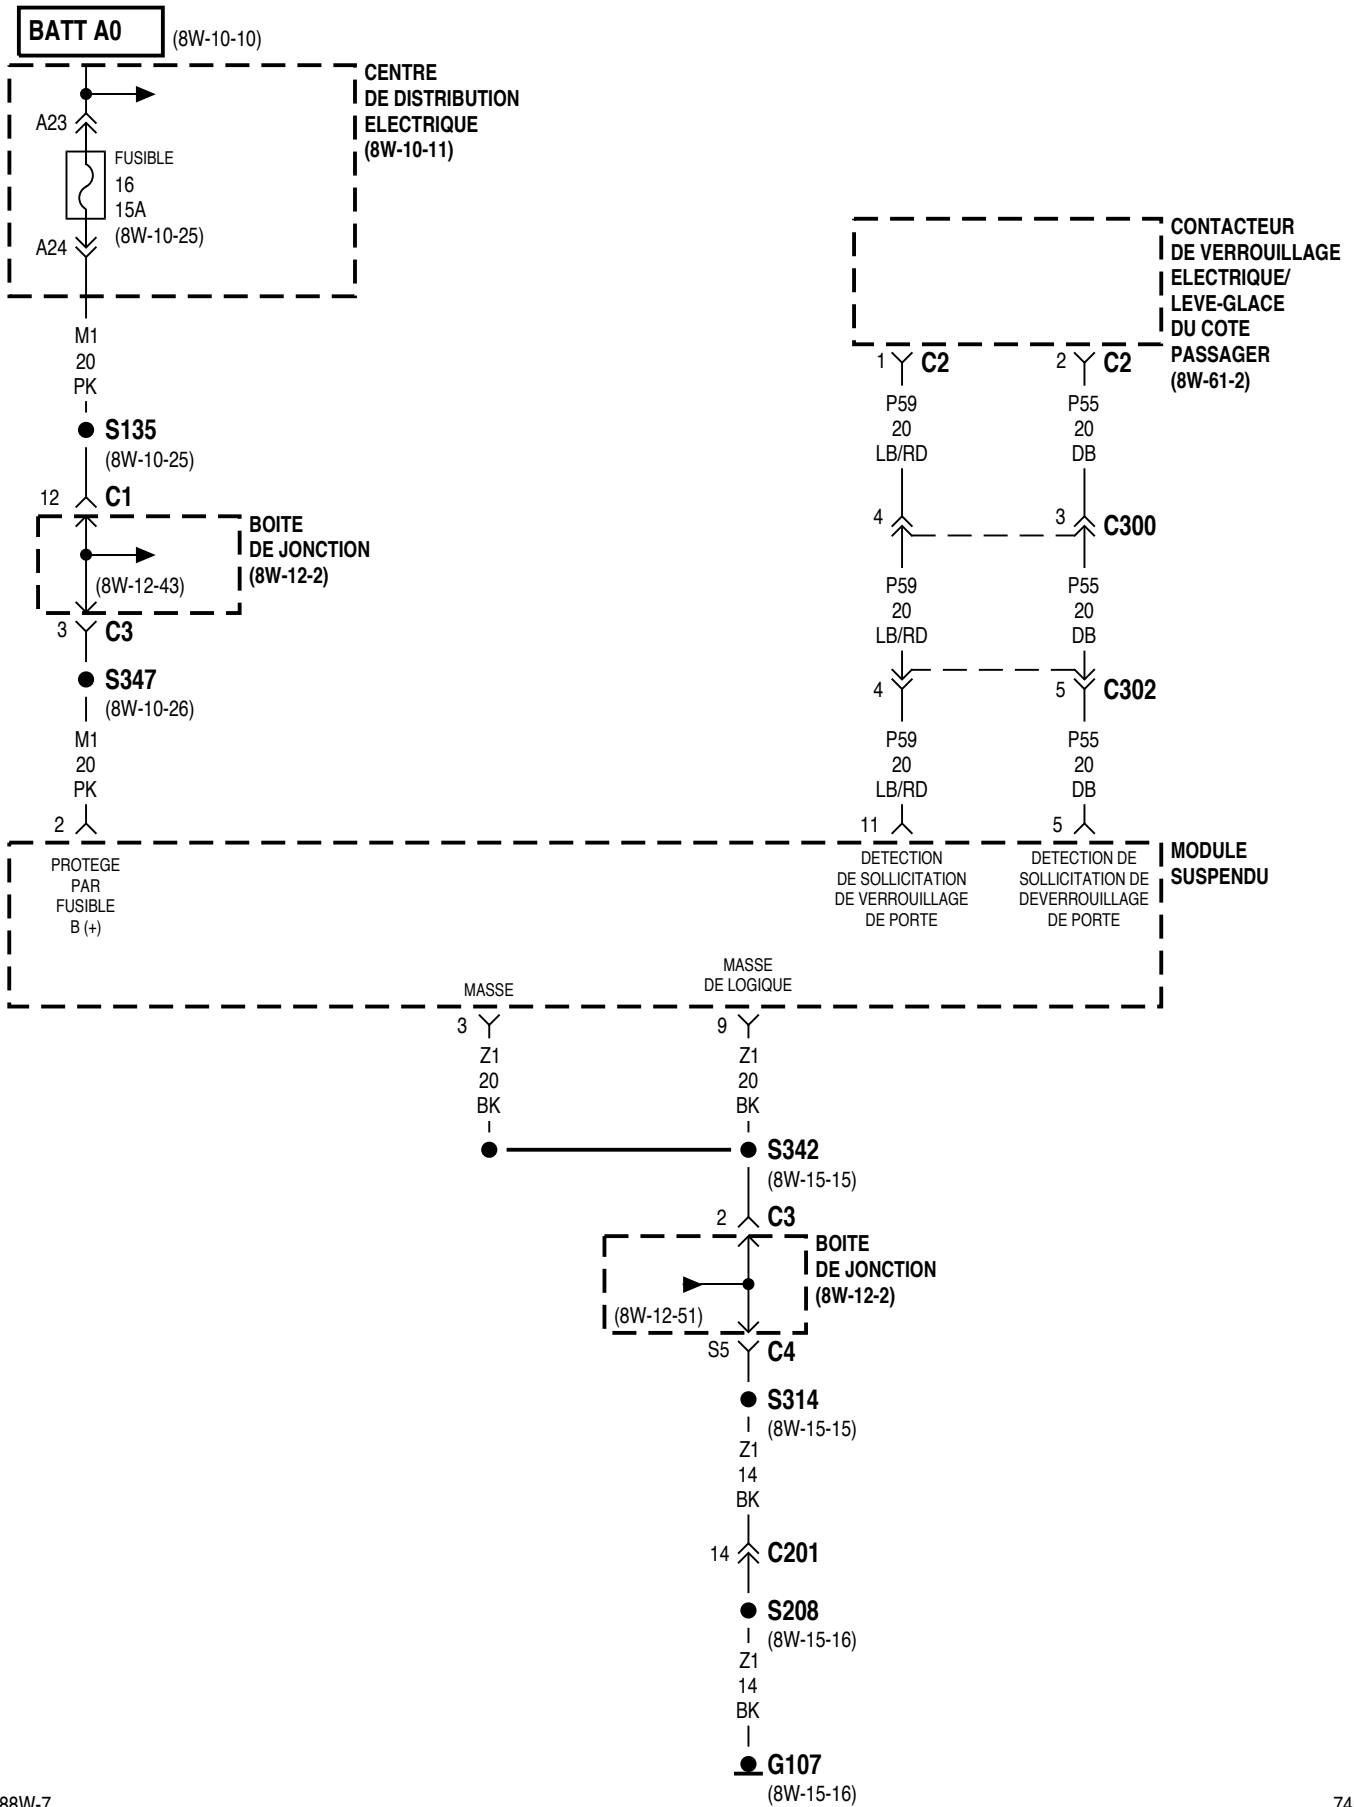 BATT A0
(8W-10-10)
CENTRE
DE DISTRIBUTION
ELECTRIQUE
(8W-10-11)
A23
FUSIBLE
16
15A
(8W-10-25)
A24
M1
20
PK
S135
(8W-10-25)
12
C1
BOITE
DE JONCTION
(8W-12-2)
(8W-12-43)
3
C3
S347
(8W-10-26)
M1
20
PK
2
CONTACTEUR
DE VERROUILLAGE
ELECTRIQUE/
LEVE-GLACE
DU COTE
PASSAGER
(8W-61-2)
1
C2
2
C2
P59
20
LB/RD
P55
20
DB
4
3
C300
P59
20
LB/RD
P55
20
DB
4
5
C302
P59
20
LB/RD
P55
20
DB
11
5
MODULE
SUSPENDU
PROTEGE
PAR
FUSIBLE
B (+)
DETECTION
DE SOLLICITATION
DE VERROUILLAGE
DE PORTE
DETECTION DE
SOLLICITATION DE
DEVERROUILLAGE
DE PORTE
MASSE
MASSE
DE LOGIQUE
3
9
Z1
20
BK
Z1
20
BK
S342
(8W-15-15)
2
C3
BOITE
DE JONCTION
(8W-12-2)
(8W-12-51)
S5
C4
S314
(8W-15-15)
Z1
14
BK
14
C201
S208
(8W-15-16)
Z1
14
BK
G107
(8W-15-16)